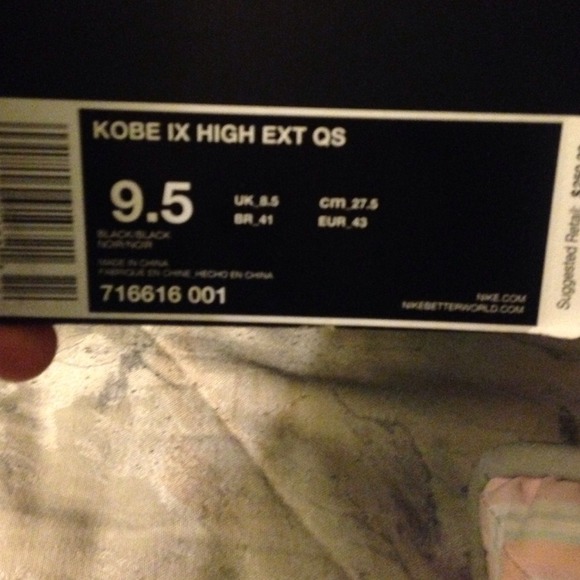 KOBE IX HIGH EXT QS
9.5
UK 8.5
cm 27.5
BR 41
EUR 43
BLACK/BLACK
NOIR/NOIR
MADE IN CHINA
FABRIQUE EN CHINE, HECHO EN CHINA
716616 001
NIKE.COM
NIKEBETTERWORLD.COM
Suggested Retail: